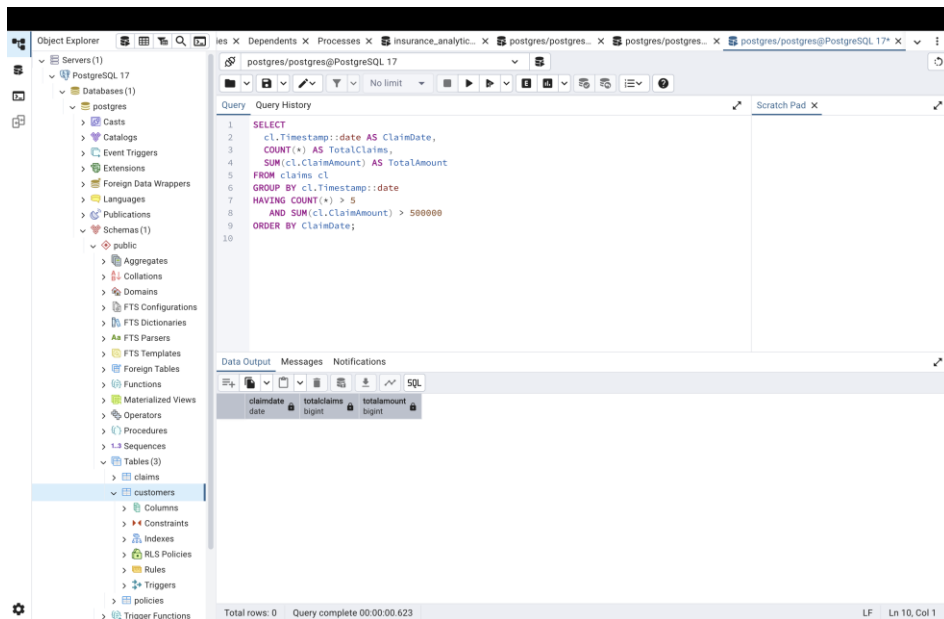 Object Explorer
ies × Dependents × Processes × insurance_analytic... × postgres/postgres... × postgres/postgres... × postgres/postgres@PostgreSQL 17* ×
Servers (1)
PostgreSQL 17
Databases (1)
postgres
Casts
Catalogs
Event Triggers
Extensions
Foreign Data Wrappers
Languages
Publications
Schemas (1)
public
Aggregates
Collations
Domains
FTS Configurations
FTS Dictionaries
Aa FTS Parsers
FTS Templates
Foreign Tables
Functions
Materialized Views
Operators
Procedures
1..3 Sequences
Tables (3)
claims
customers
Columns
Constraints
Indexes
RLS Policies
Rules
Triggers
policies
Trigger Functions
postgres/postgres@PostgreSQL 17
No limit
E
Query Query History
Scratch Pad ×
1 SELECT
2 cl.Timestamp::date AS ClaimDate,
3 COUNT(*) AS TotalClaims,
4 SUM(cl.ClaimAmount) AS TotalAmount
5 FROM claims cl
6 GROUP BY cl.Timestamp::date
7 HAVING COUNT(*) > 5
8 AND SUM(cl.ClaimAmount) > 500000
9 ORDER BY ClaimDate;
10
Data Output Messages Notifications
SQL
claimdate totalclaims totalamount
date bigint bigint
Total rows: 0 Query complete 00:00:00.623 LF Ln 10, Col 1